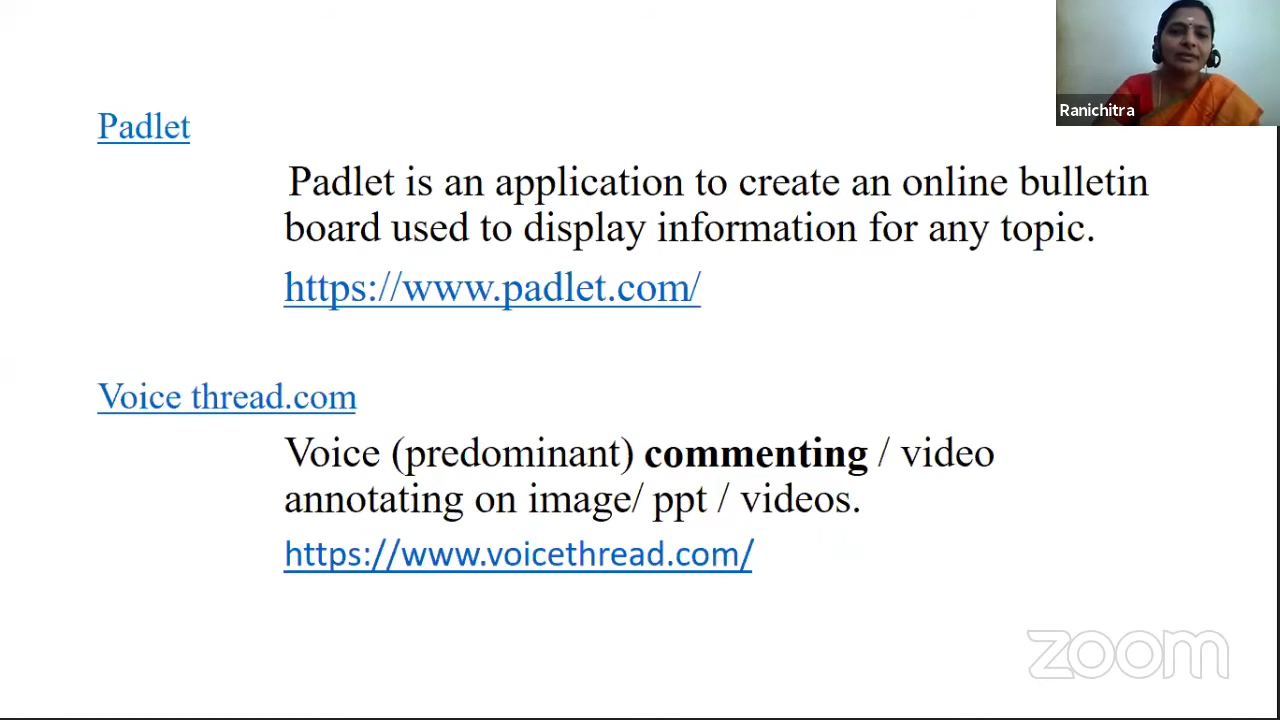 Ranichitra
Padlet
Padlet is an application to create an online bulletin
board used to display information for any topic.
https://www.padlet.com/
Voice thread.com
Voice (predominant) commenting / video
annotating on image/ ppt / videos.
https://www.voicethread.com/
zoom